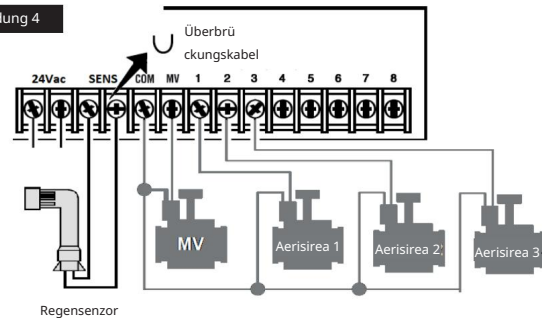 dung 4
Überbrü
ckungskabel
24Vac SENS COM MV 1 2 3 4 5 6 7 8
MV
Aerisirea 1
Aerisirea 2
Aerisirea 3
Regensenzor